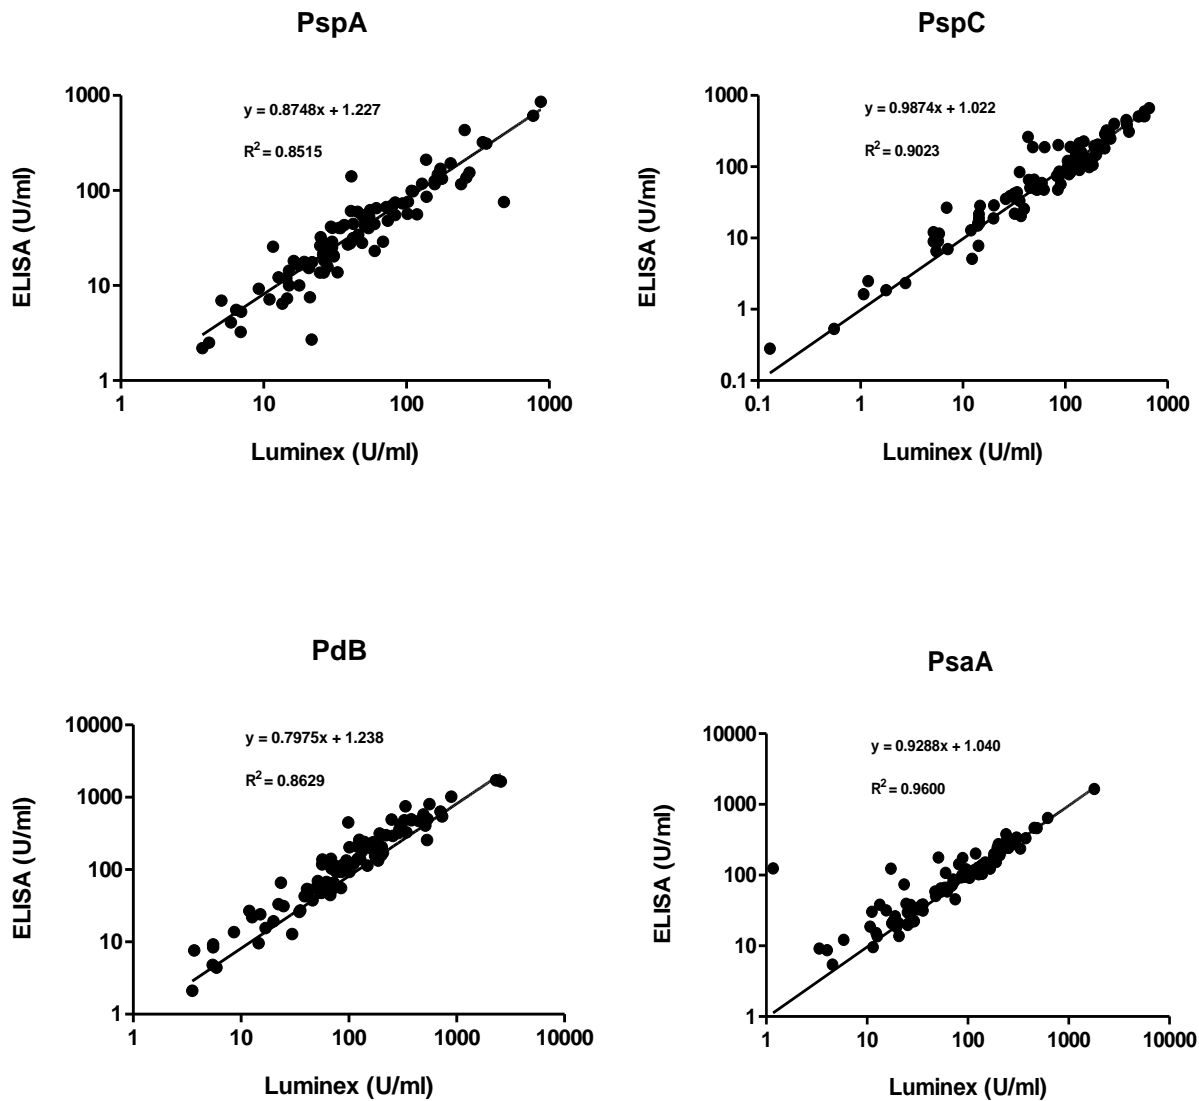 PspA
y = 0.8748x + 1.227
R² = 0.8515
1000
100
10
1
1 10 100 1000
ELISA (U/ml)
Luminex (U/ml)
PspC
y = 0.9874x + 1.022
R² = 0.9023
1000
100
10
1
0.1
0.1 1 10 100 1000
ELISA (U/ml)
Luminex (U/ml)
PdB
y = 0.7975x + 1.238
R² = 0.8629
10000
1000
100
10
1
1 10 100 1000 10000
ELISA (U/ml)
Luminex (U/ml)
PsaA
y = 0.9288x + 1.040
R² = 0.9600
10000
1000
100
10
1
1 10 100 1000 10000
ELISA (U/ml)
Luminex (U/ml)